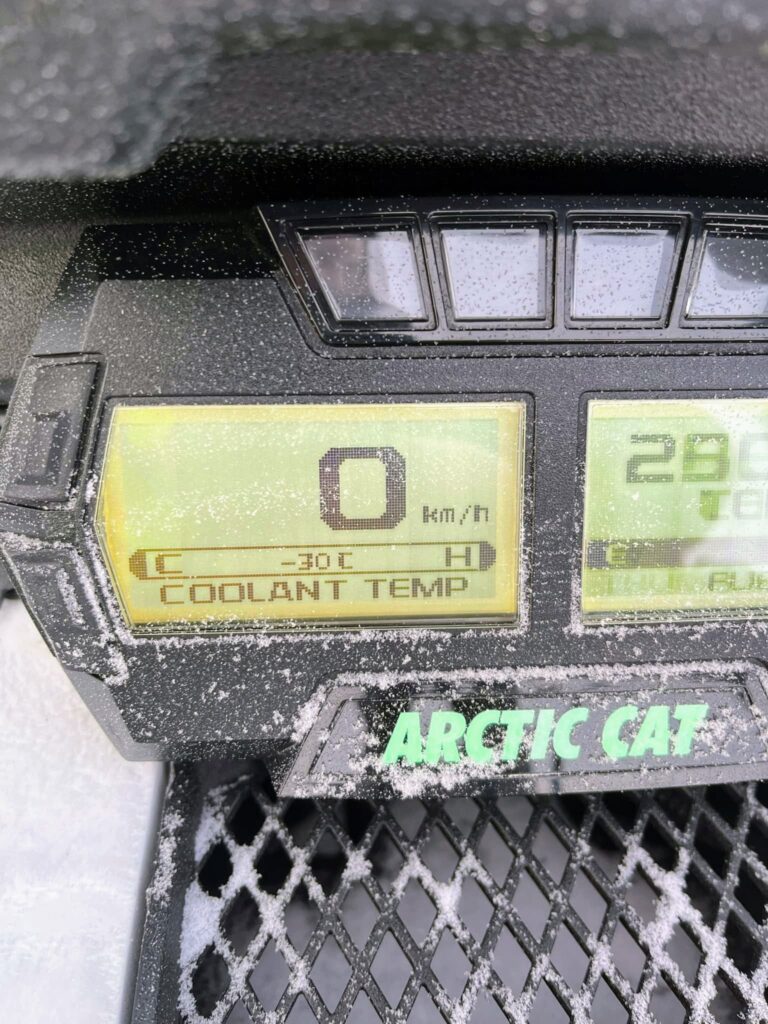 0 km/h
C -30 C H
COOLANT TEMP
E
ARCTIC CAT